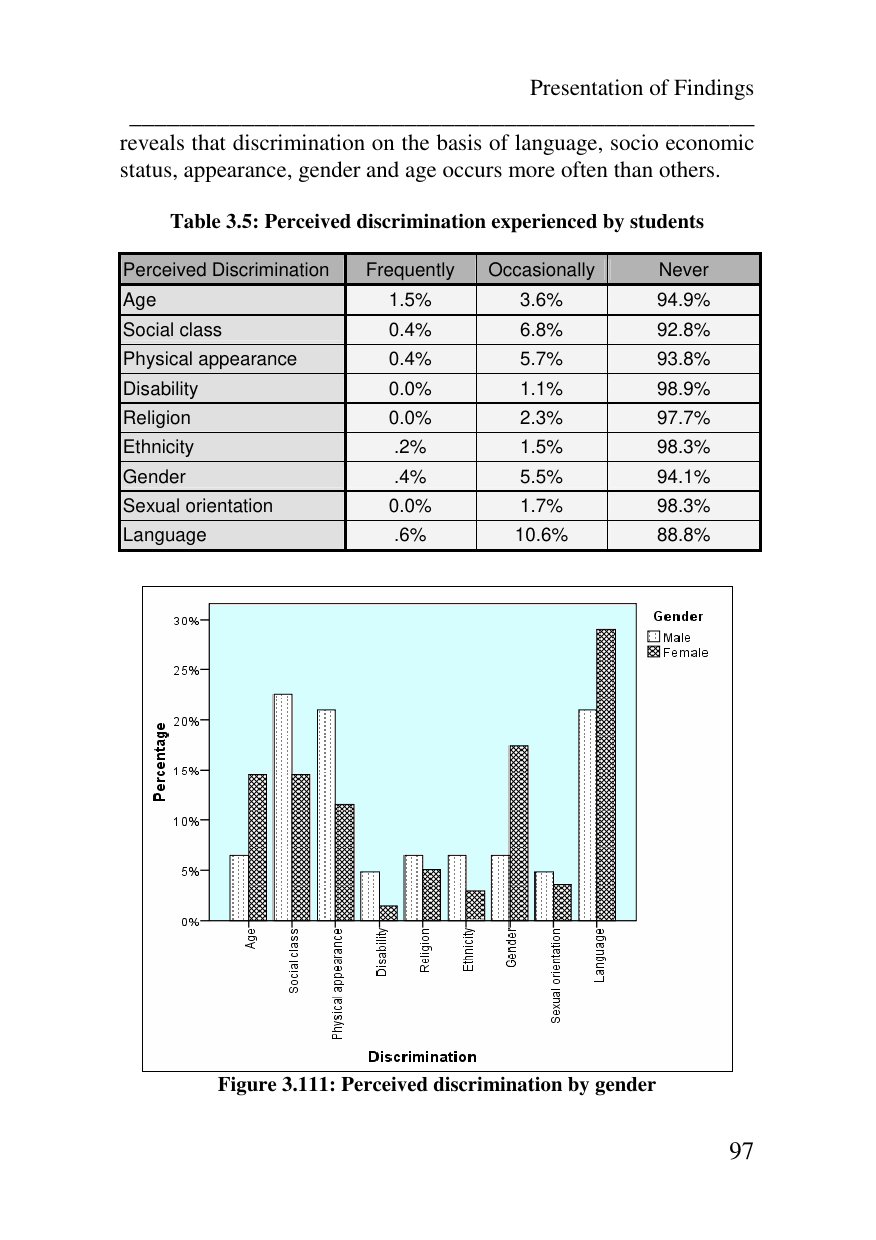 Presentation of Findings
reveals that discrimination on the basis of language, socio economic
status, appearance, gender and age occurs more often than others.
Table 3.5: Perceived discrimination experienced by students
Perceived Discrimination Frequently Occasionally Never
Age 1.5% 3.6% 94.9%
Social class 0.4% 6.8% 92.8%
Physical appearance 0.4% 5.7% 93.8%
Disability 0.0% 1.1% 98.9%
Religion 0.0% 2.3% 97.7%
Ethnicity .2% 1.5% 98.3%
Gender .4% 5.5% 94.1%
Sexual orientation 0.0% 1.7% 98.3%
Language .6% 10.6% 88.8%
Gender
Male
Female
Percentage
30%
25%
20%
15%
10%
5%
0%
Age
Social class
Physical appearance
Disability
Religion
Ethnicity
Gender
Sexual orientation
Language
Discrimination
Figure 3.111: Perceived discrimination by gender
97